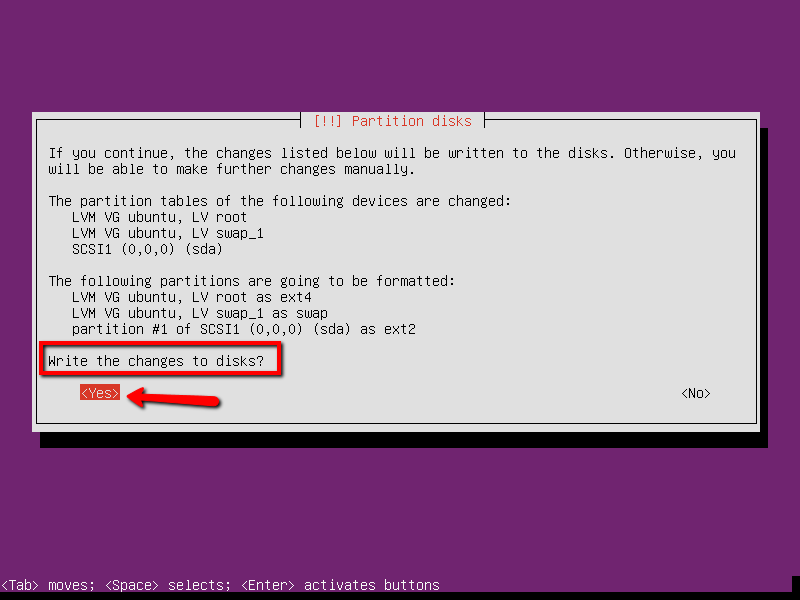 [!!] Partition disks
If you continue, the changes listed below will be written to the disks. Otherwise, you
will be able to make further changes manually.
The partition tables of the following devices are changed:
LVM VG ubuntu, LV root
LVM VG ubuntu, LV swap_1
SCSI1 (0,0,0) (sda)
The following partitions are going to be formatted:
LVM VG ubuntu, LV root as ext4
LVM VG ubuntu, LV swap_1 as swap
partition #1 of SCSI1 (0,0,0) (sda) as ext2
Write the changes to disks?
<Yes> <No>
<Tab> moves; <Space> selects; <Enter> activates buttons